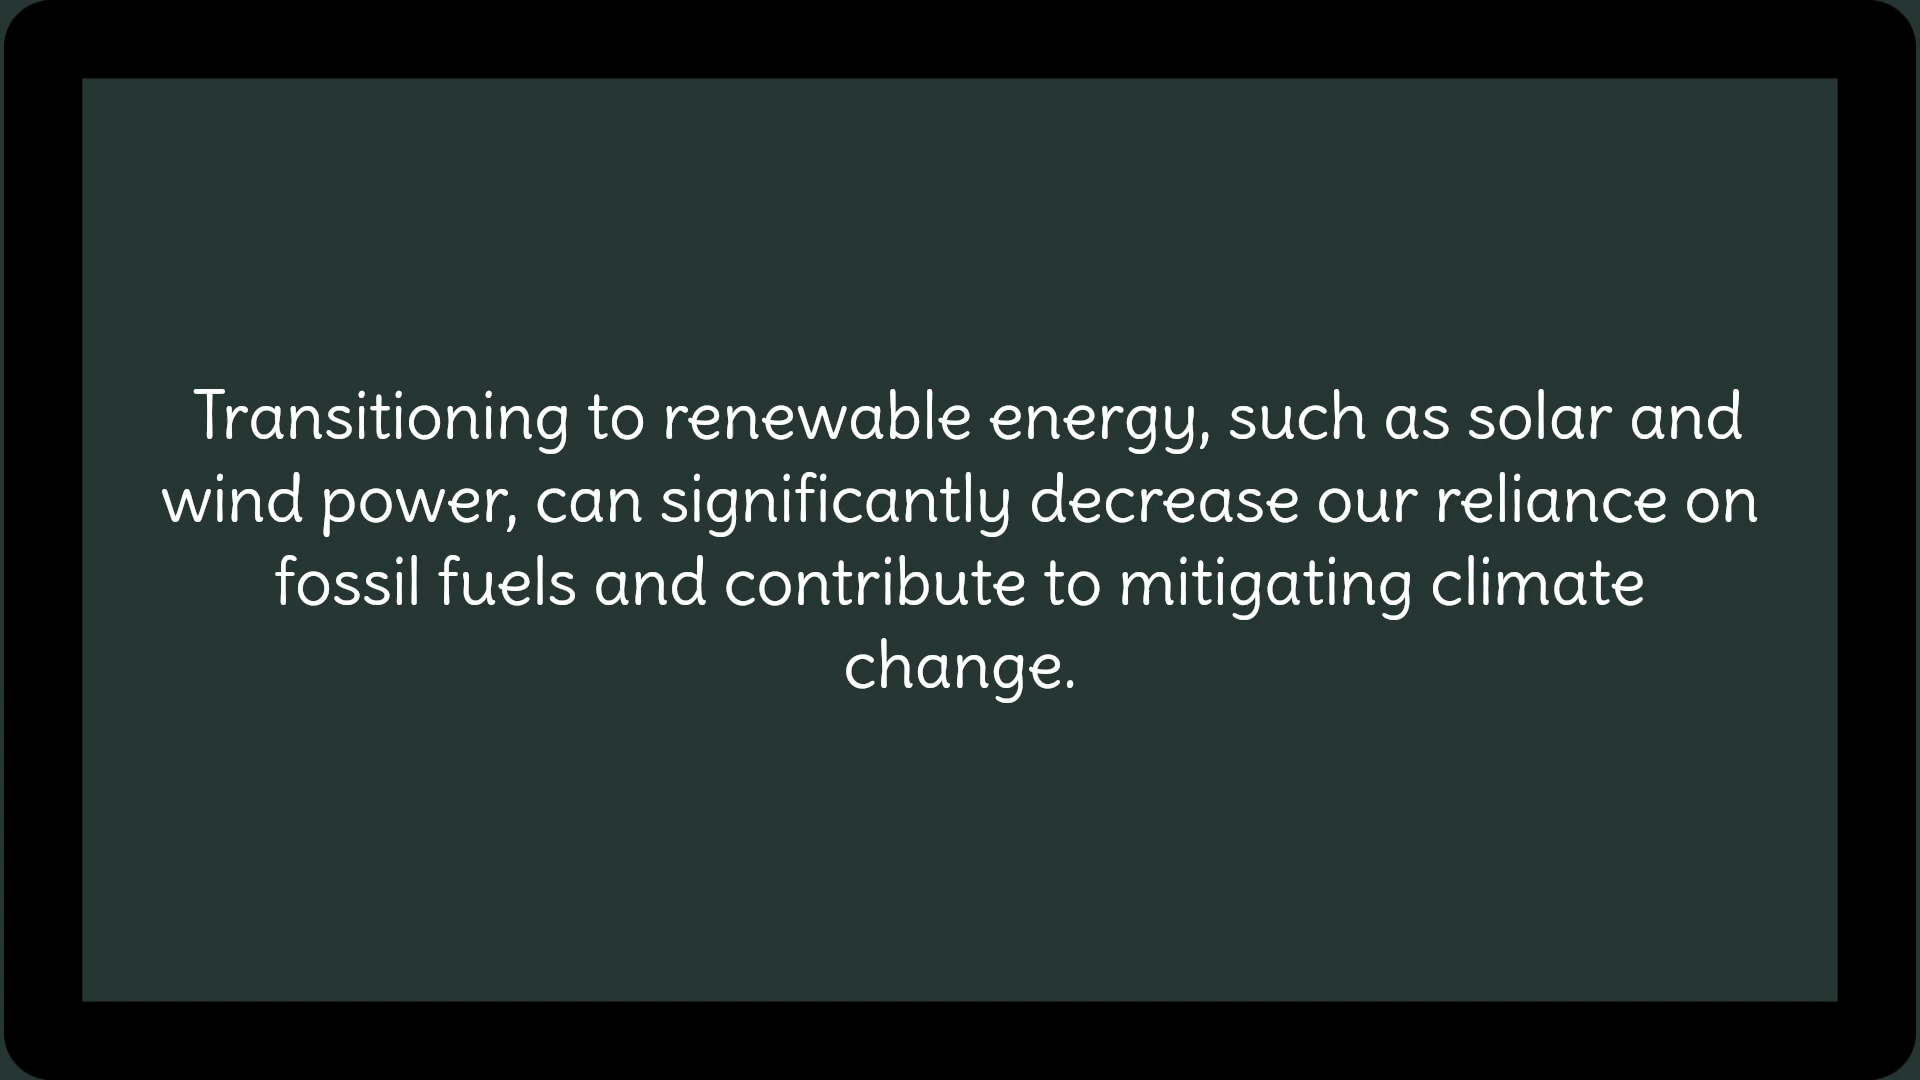 Transitioning to renewable energy, such as solar and
wind power, can significantly decrease our reliance on
fossil fuels and contribute to mitigating climate
change.